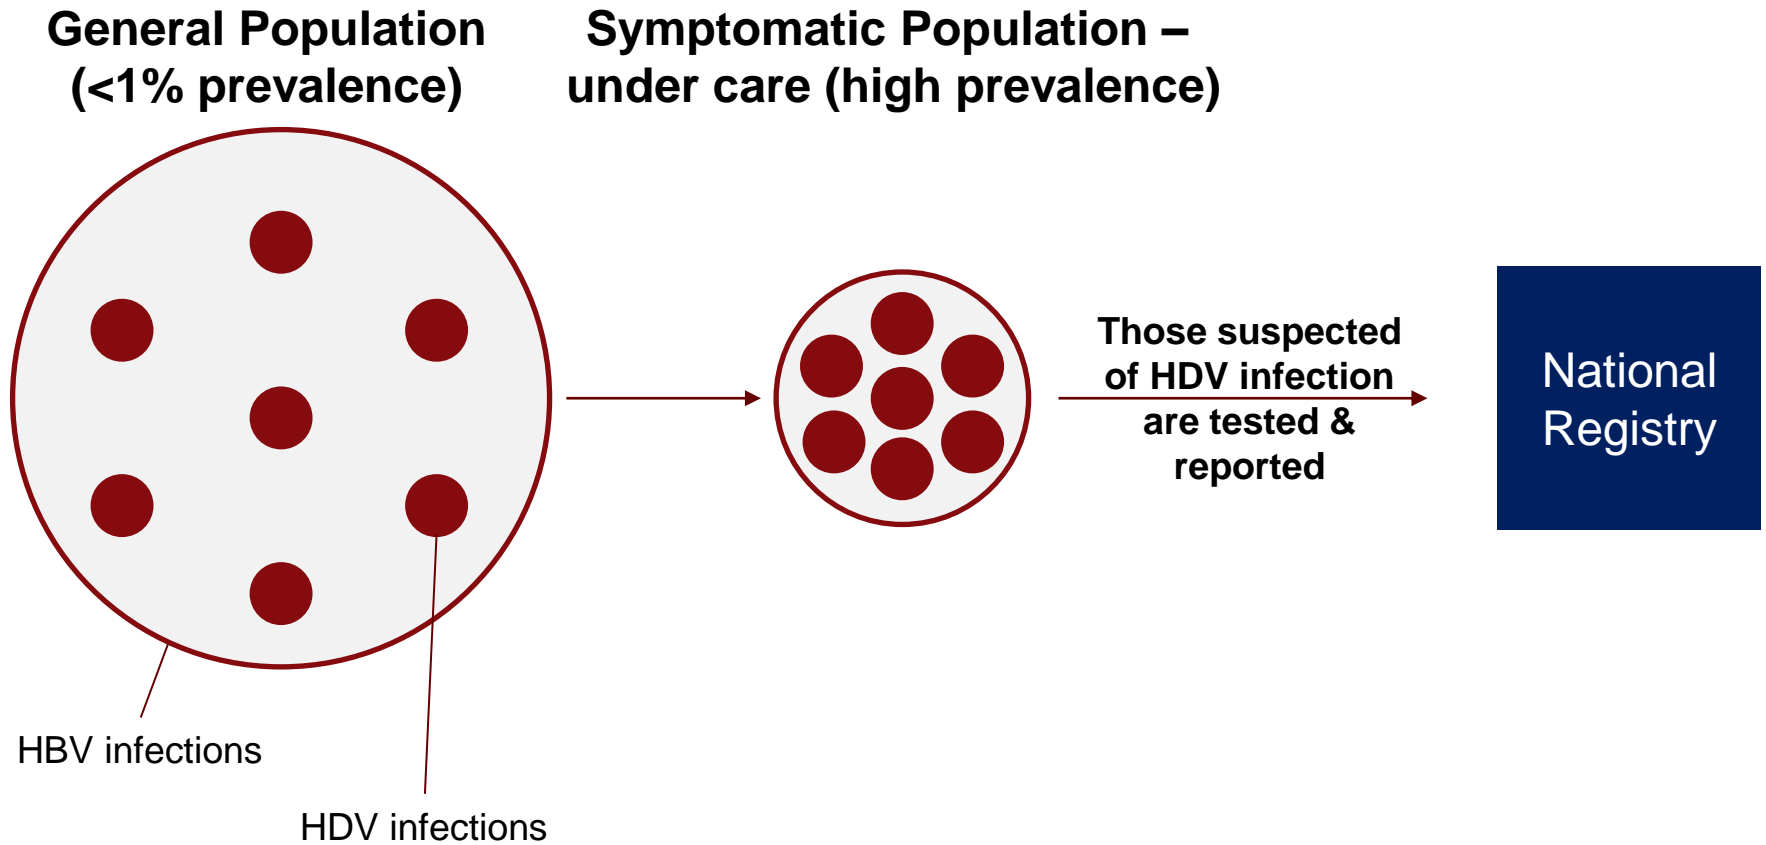 General Population
(<1% prevalence)
Symptomatic Population –
under care (high prevalence)
Those suspected
of HDV infection
are tested &
reported
National
Registry
HBV infections
HDV infections